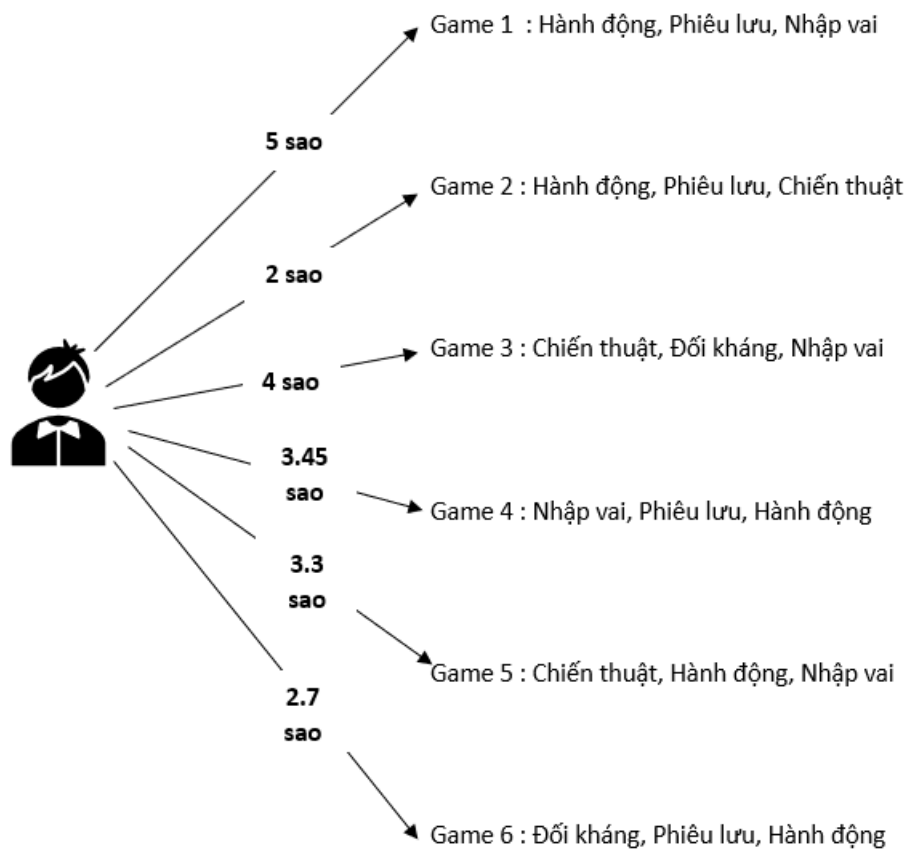 Game 1 : Hành động, Phiêu lưu, Nhập vai
5 sao
Game 2 : Hành động, Phiêu lưu, Chiến thuật
2 sao
Game 3 : Chiến thuật, Đối kháng, Nhập vai
4 sao
3.45
sao
Game 4 : Nhập vai, Phiêu lưu, Hành động
3.3
sao
Game 5 : Chiến thuật, Hành động, Nhập vai
2.7
sao
Game 6 : Đối kháng, Phiêu lưu, Hành động